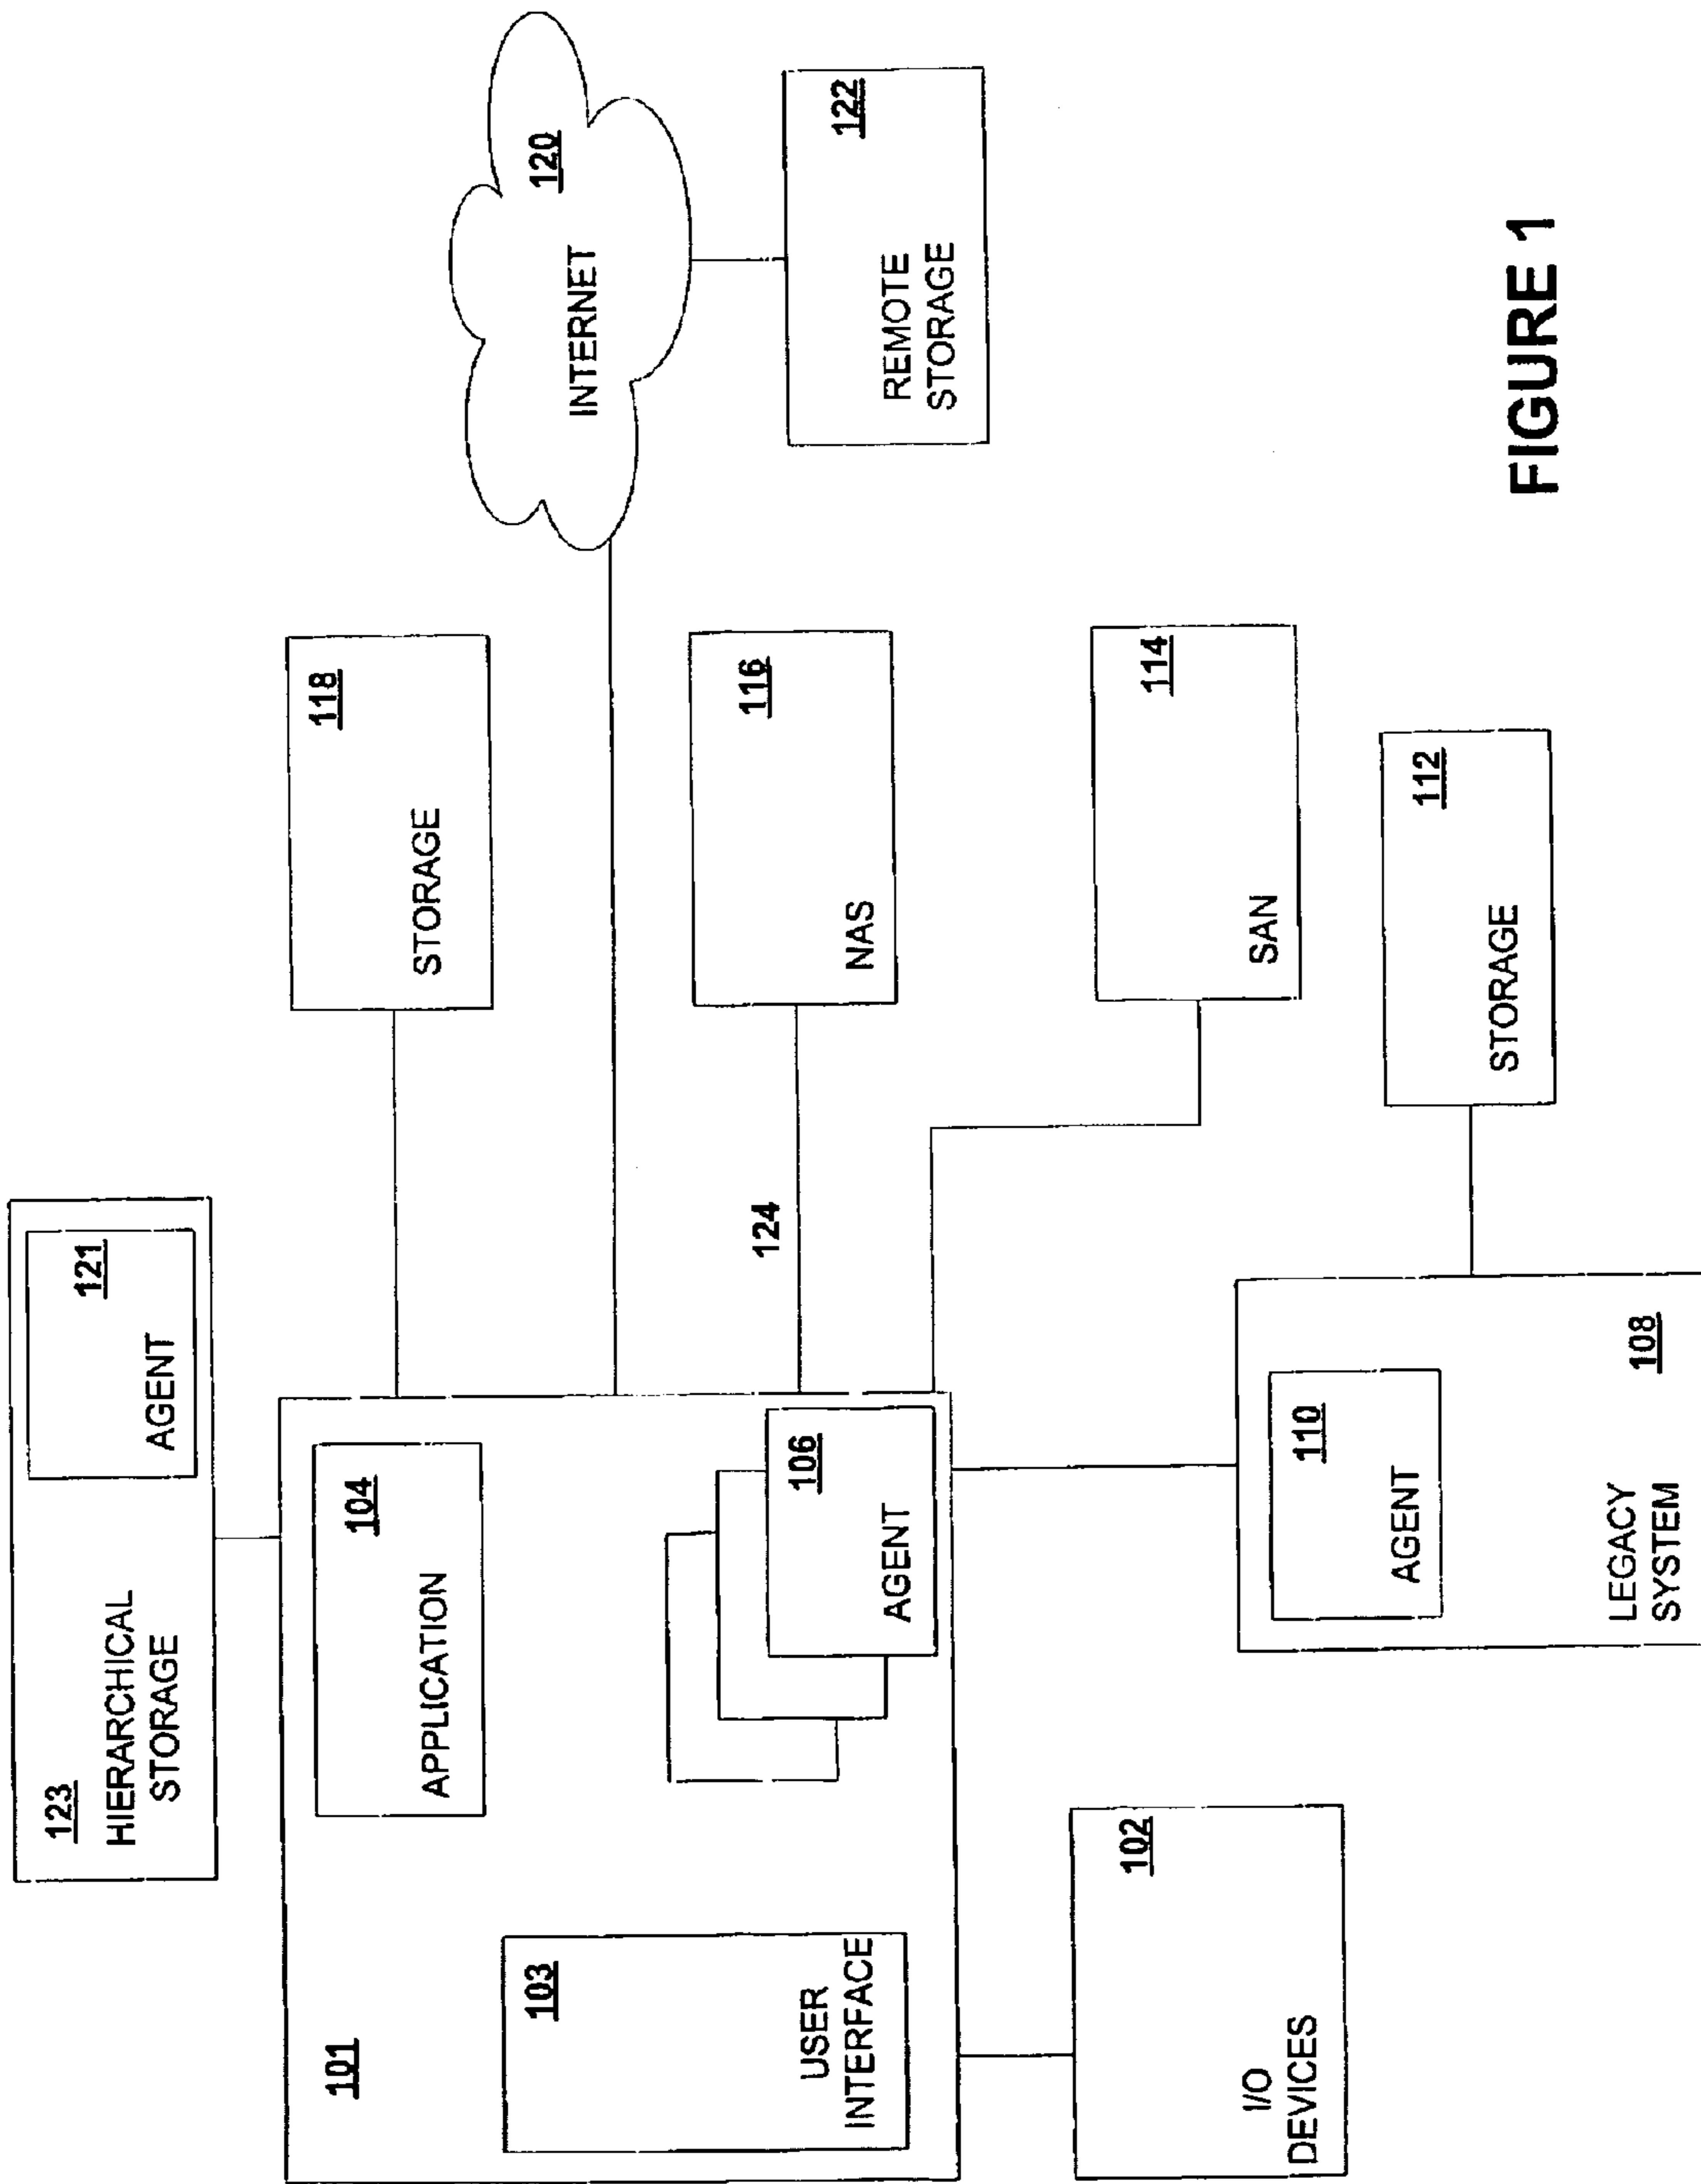 123
HIERARCHICAL
STORAGE
121
AGENT
101
104
APPLICATION
103
USER
INTERFACE
106
AGENT
118
STORAGE
120
INTERNET
124
116
NAS
122
REMOTE
STORAGE
114
SAN
102
I/O
DEVICES
110
AGENT
108
LEGACY
SYSTEM
112
STORAGE
FIGURE 1